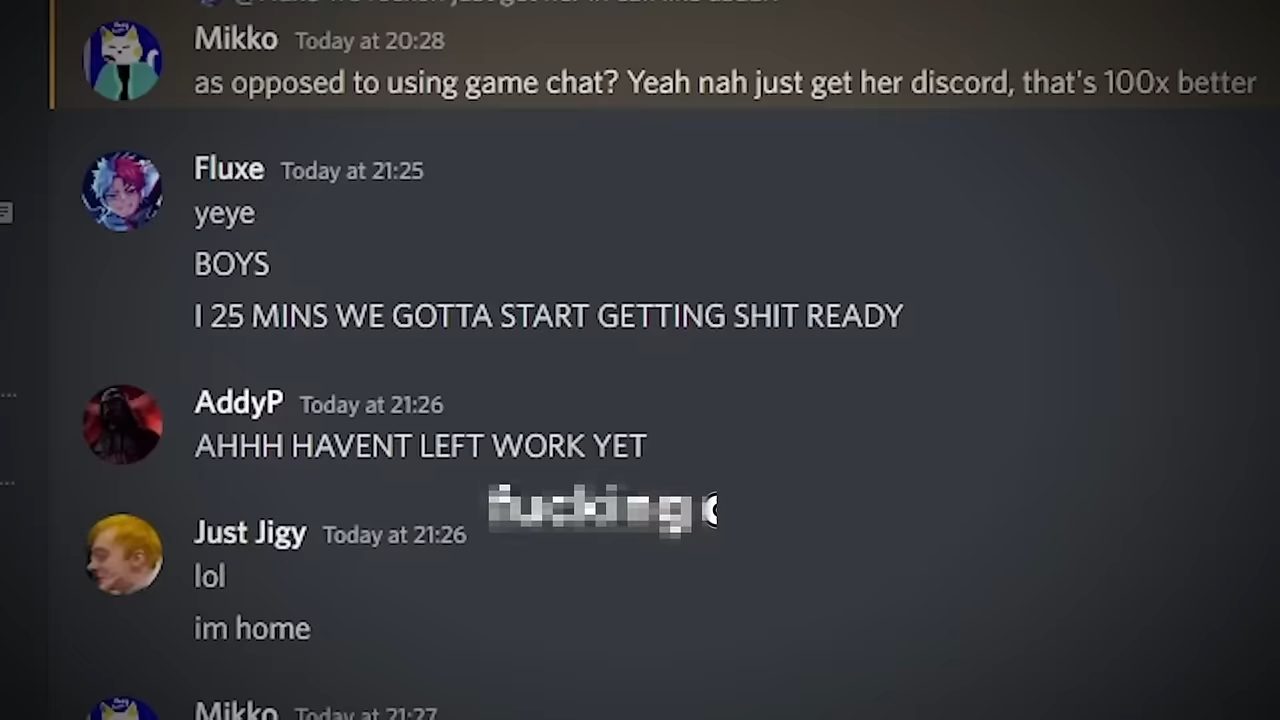 Mikko Today at 20:28
as opposed to using game chat? Yeah nah just get her discord, that's 100x better
Fluxe Today at 21:25
yeye
BOYS
I 25 MINS WE GOTTA START GETTING SHIT READY
AddyP Today at 21:26
AHHH HAVENT LEFT WORK YET
fucking
Just Jigy Today at 21:26
lol
im home
Mikko Today at 21:27